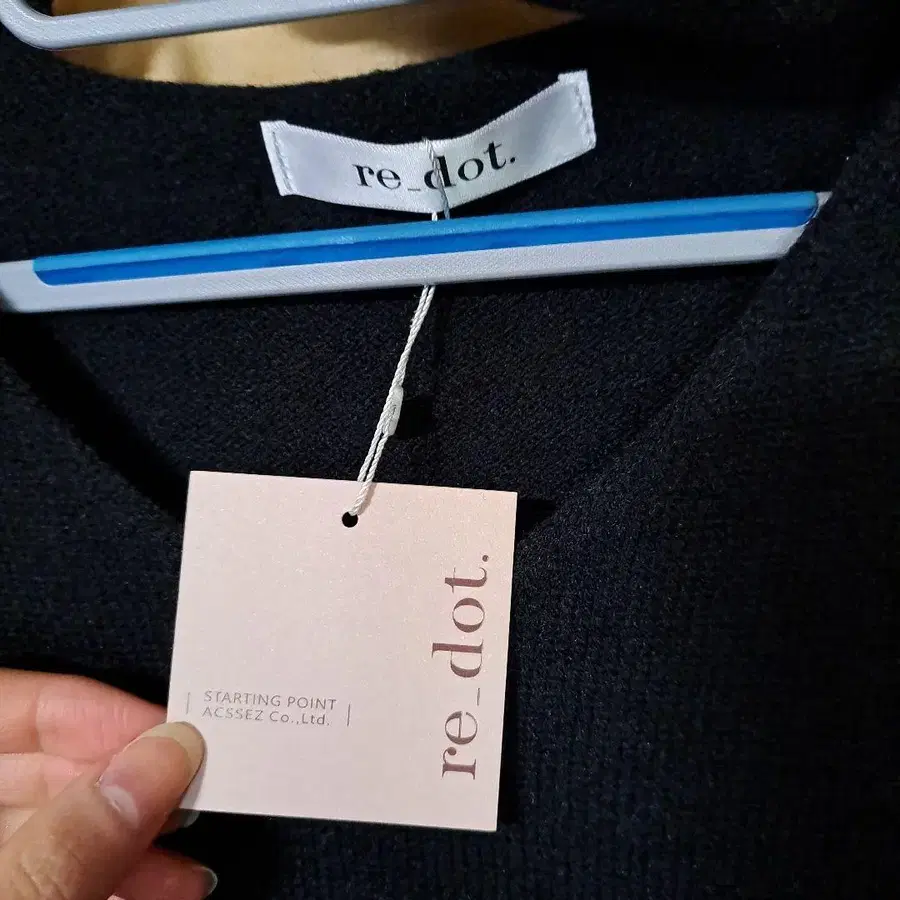 re_dot.
STARTING POINT
ACSSEZ Co.,Ltd.
re_dot.